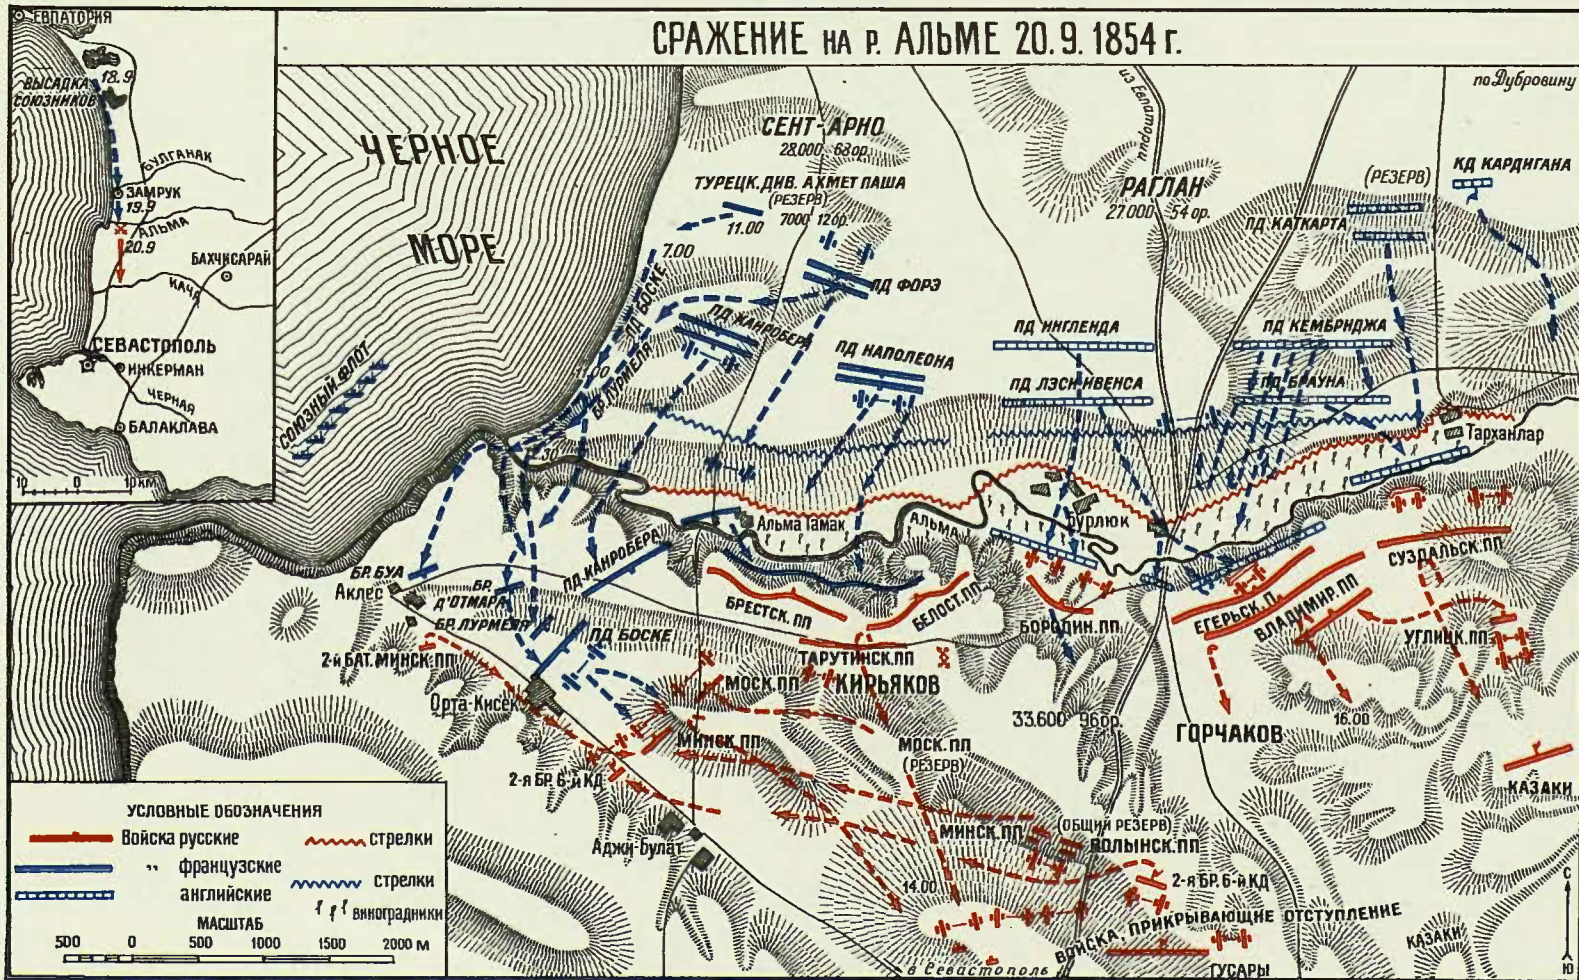 СРАЖЕНИЕ НА Р. АЛЬМЕ 20.9.1854 г.
по Дубровину
ЕВПАТОРИЯ
18.9
ВЫСАДКА
СОЮЗНИКОВ
БУЛГАНАК
ЗАМРУК
19.9
АЛЬМА
20.9
БАХЧИСАРАЙ
КАЧА
СЕВАСТОПОЛЬ
ИНКЕРМАН
ЧЕРНАЯ
БАЛАКЛАВА
10 0 10 КМ
ЧЕРНОЕ
МОРЕ
СОЮЗНЫЙ ФЛОТ
СЕНТ-АРНО
28.000 68 ор.
ТУРЕЦК. ДИВ. АХМЕТ ПАША
(РЕЗЕРВ)
7000 12 ор.
11.00
7.00
из Евпатории
РАГЛАН
27.000 54 ор.
(РЕЗЕРВ)
КД КАРДИГАНА
ПД КАТКАРТА
ПД ФОРЭ
ПД БОСКЕ
БР. ЛУРМЕЛЯ
ПД КАНРОБЕРА
ПД НАПОЛЕОНА
ПД ИНГЛЕНДА
ПД КЕМБРИДЖА
ПД ЛЭСИ ИВЕНСА
ПД БРАУНА
Тарханлар
Альма Тамак
АЛЬМА
Бурлюк
БР. БУА
Аклес
БР.
Д'ОТМАРА
БР. ЛУРМЕЛЯ
ПД КАНРОБЕРА
ПД БОСКЕ
БРЕСТСК. ПП
БЕЛОСТ. ПП
БОРОДИН. ПП
ЕГЕРЬСК. П.
ВЛАДИМИР. ПП
СУЗДАЛЬСК. ПП
УГЛИЦК. ПП
2-й БАТ. МИНСК. ПП
ТАРУТИНСК. ПП
МОСК. ПП
КИРЬЯКОВ
Орта-Кисек
33.600 96 ор.
16.00
ГОРЧАКОВ
МИНСК. ПП
МОСК. ПП
(РЕЗЕРВ)
2-я БР. 6-й КД
КАЗАКИ
Аджи-Булат
МИНСК. ПП
(ОБЩИЙ РЕЗЕРВ)
ВОЛЫНСК. ПП
14.00
2-я БР. 6-й КД
ВОЙСКА, ПРИКРЫВАЮЩИЕ ОТСТУПЛЕНИЕ
КАЗАКИ
ГУСАРЫ
в Севастополь
С
Ю
УСЛОВНЫЕ ОБОЗНАЧЕНИЯ
Войска русские
стрелки
" французские
стрелки
английские
виноградники
МАСШТАБ
500 0 500 1000 1500 2000 м